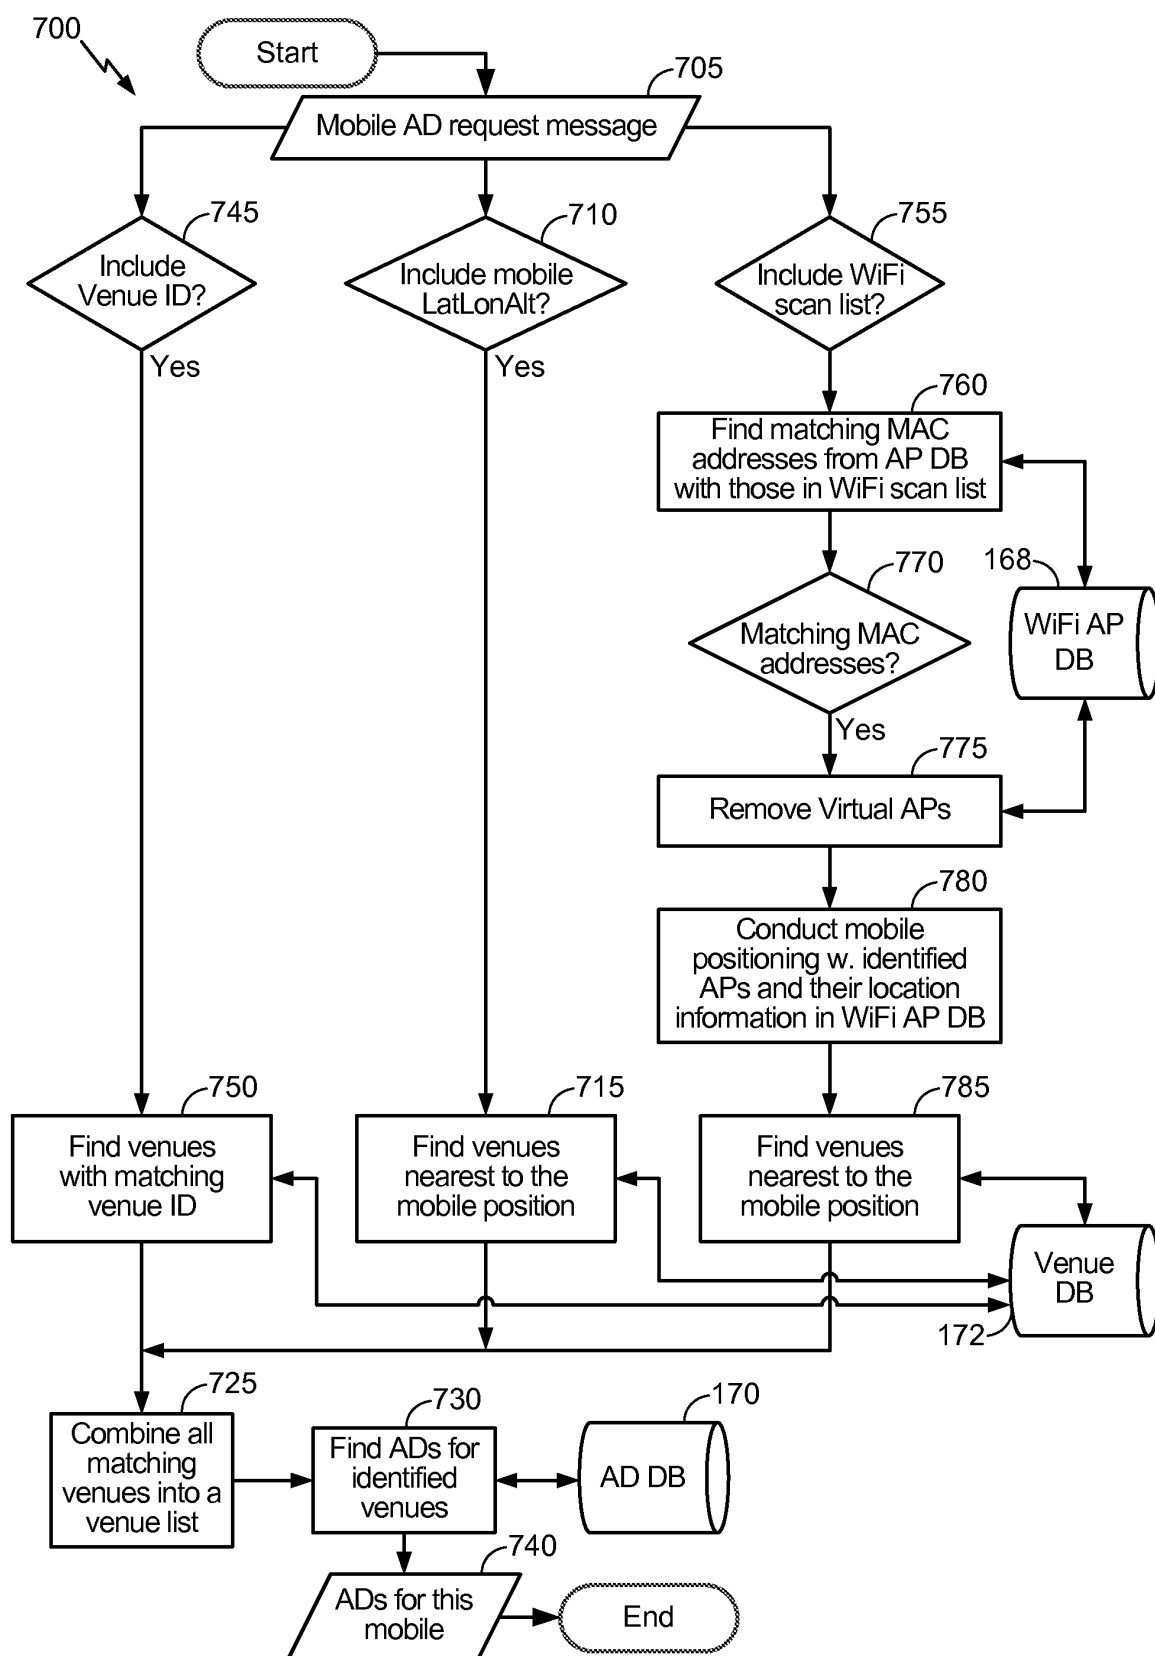 700
Start
705
Mobile AD request message
745
710
755
Include
Venue ID?
Include mobile
LatLonAlt?
Include WiFi
scan list?
Yes
Yes
760
Find matching MAC
addresses from AP DB
with those in WiFi scan list
770
168
Matching MAC
addresses?
WiFi AP
DB
Yes
775
Remove Virtual APs
780
Conduct mobile
positioning w. identified
APs and their location
information in WiFi AP DB
750
715
785
Find venues
with matching
venue ID
Find venues
nearest to the
mobile position
Find venues
nearest to the
mobile position
Venue
DB
172
725
730
170
Combine all
matching
venues into a
venue list
Find ADs for
identified
venues
AD DB
740
ADs for this
mobile
End